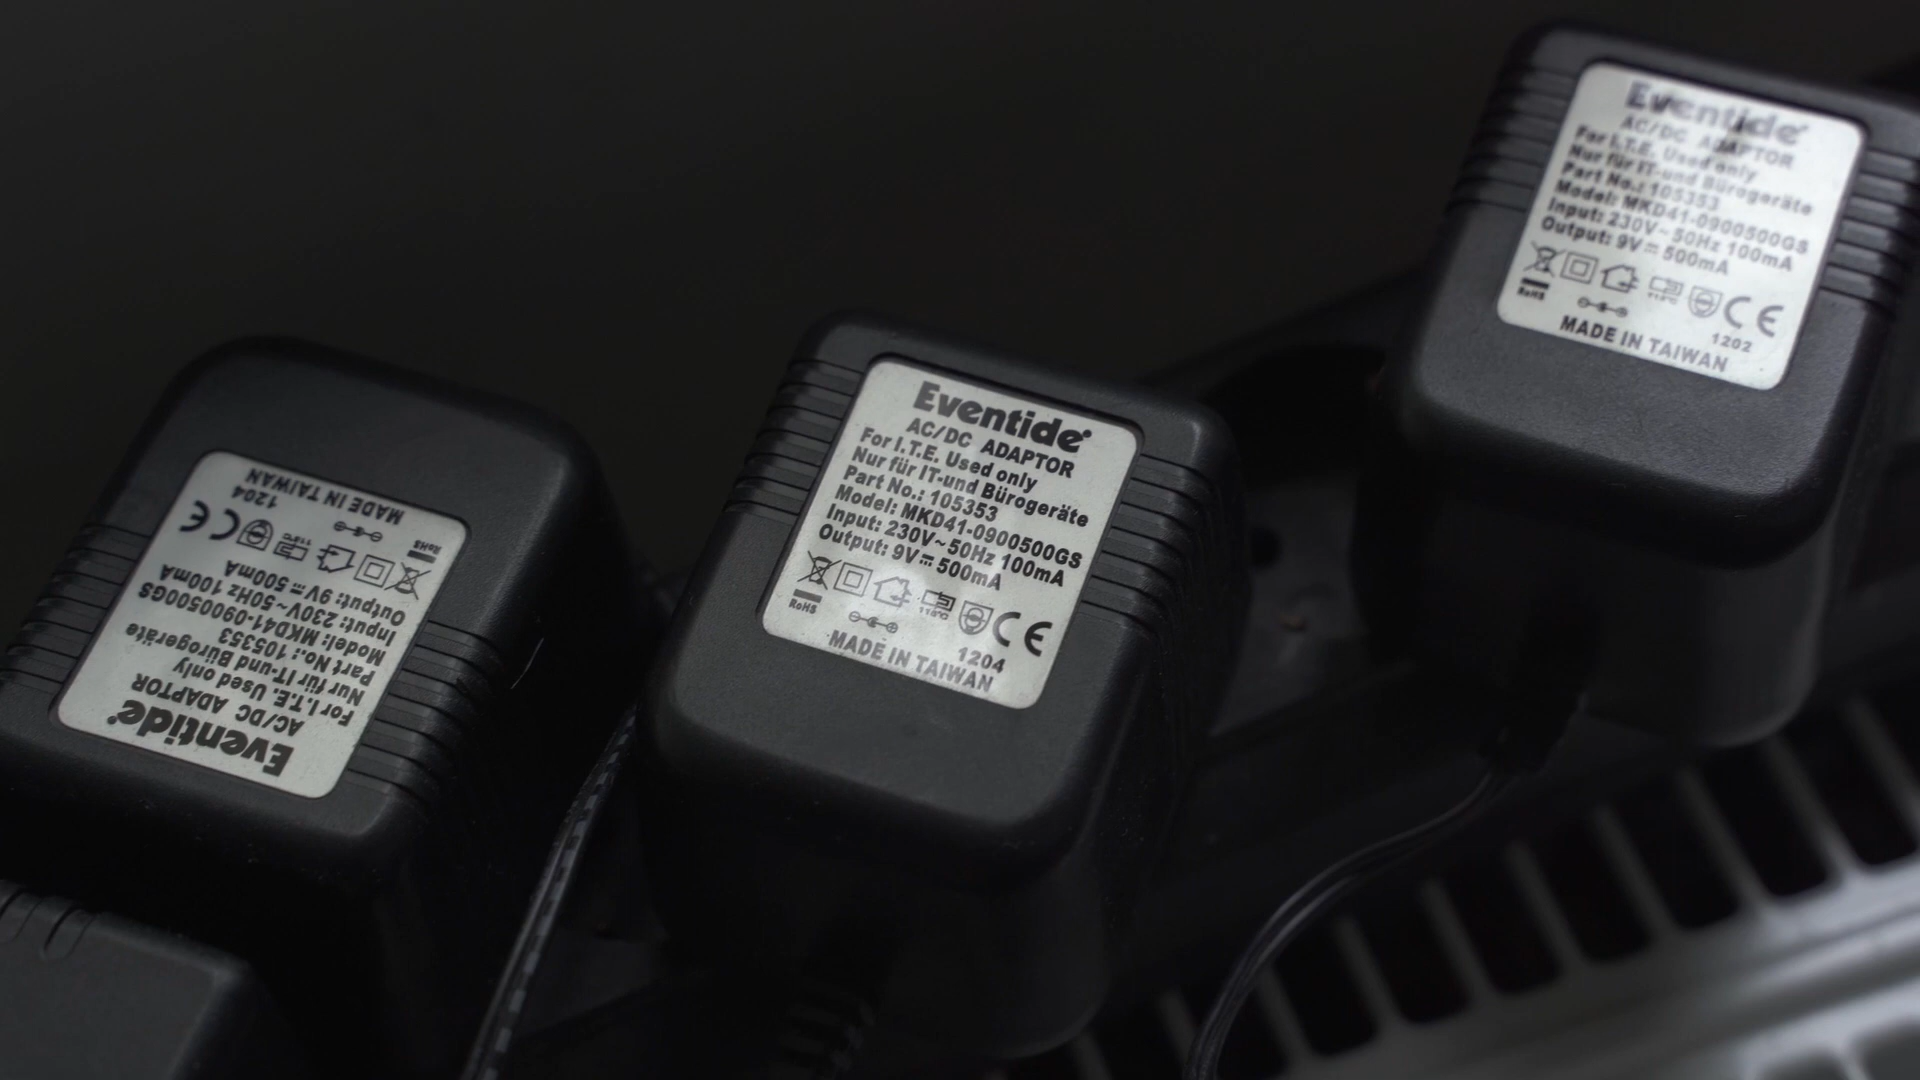 Eventide
AC/DC ADAPTOR
For I.T.E. Used only
Nur für IT-und Bürogeräte
Part No.: 105353
Model: MKD41-0900500GS
Input: 230V~50Hz 100mA
Output: 9V⎓500mA
RoHS
118°C
CE
1204
MADE IN TAIWAN
Eventide
AC/DC ADAPTOR
For I.T.E. Used only
Nur für IT-und Bürogeräte
Part No.: 105353
Model: MKD41-0900500GS
Input: 230V~50Hz 100mA
Output: 9V⎓500mA
RoHS
CE
1204
MADE IN TAIWAN
Eventide
AC/DC ADAPTOR
For I.T.E. Used only
Nur für IT-und Bürogeräte
Part No.: 105353
Model: MKD41-0900500GS
Input: 230V~50Hz 100mA
Output: 9V⎓500mA
RoHS
CE
1202
MADE IN TAIWAN